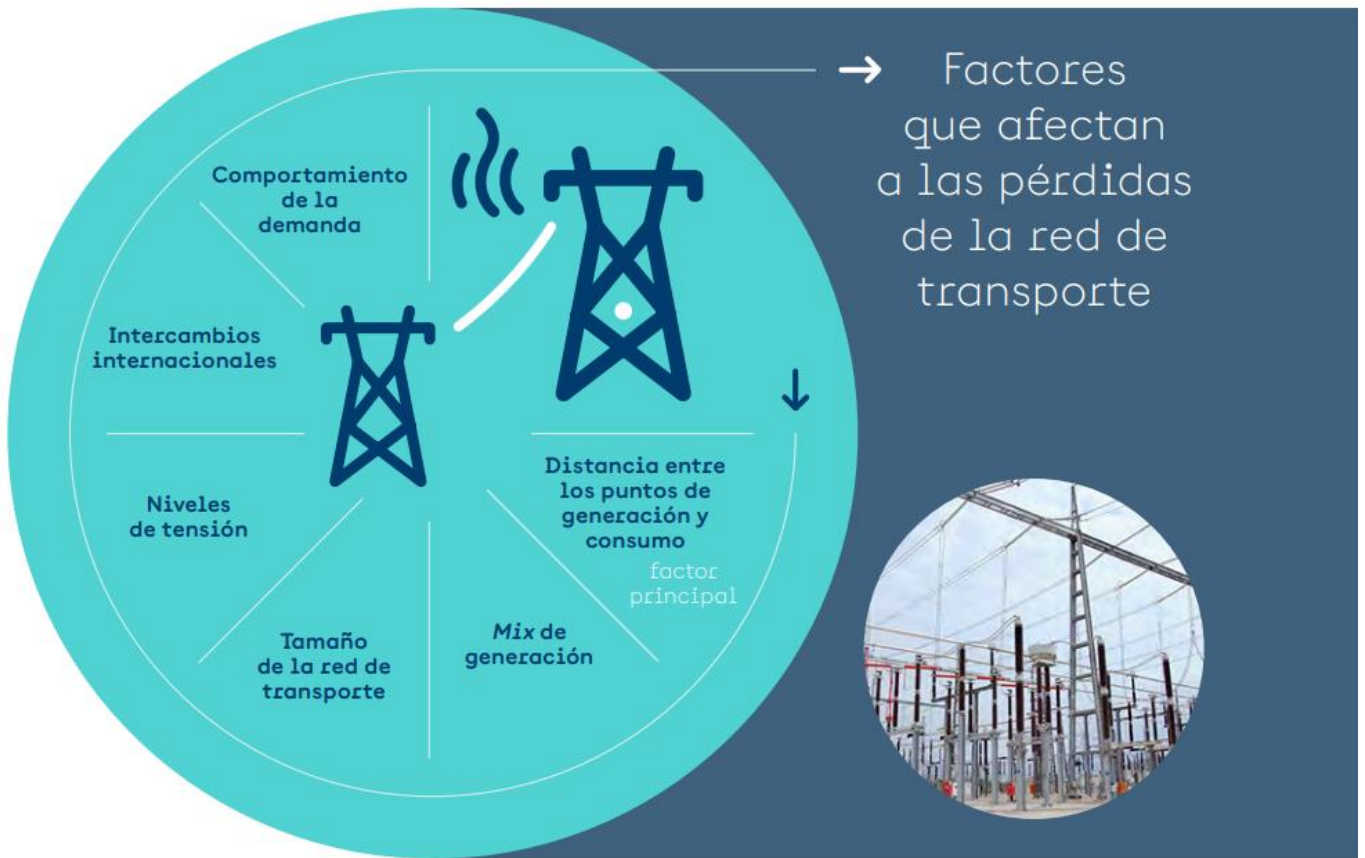 Factores
que afectan
a las pérdidas
de la red de
transporte
Comportamiento
de la
demanda
Intercambios
internacionales
Niveles
de tensión
Tamaño
de la red de
transporte
Mix de
generación
Distancia entre
los puntos de
generación y
consumo
factor
principal